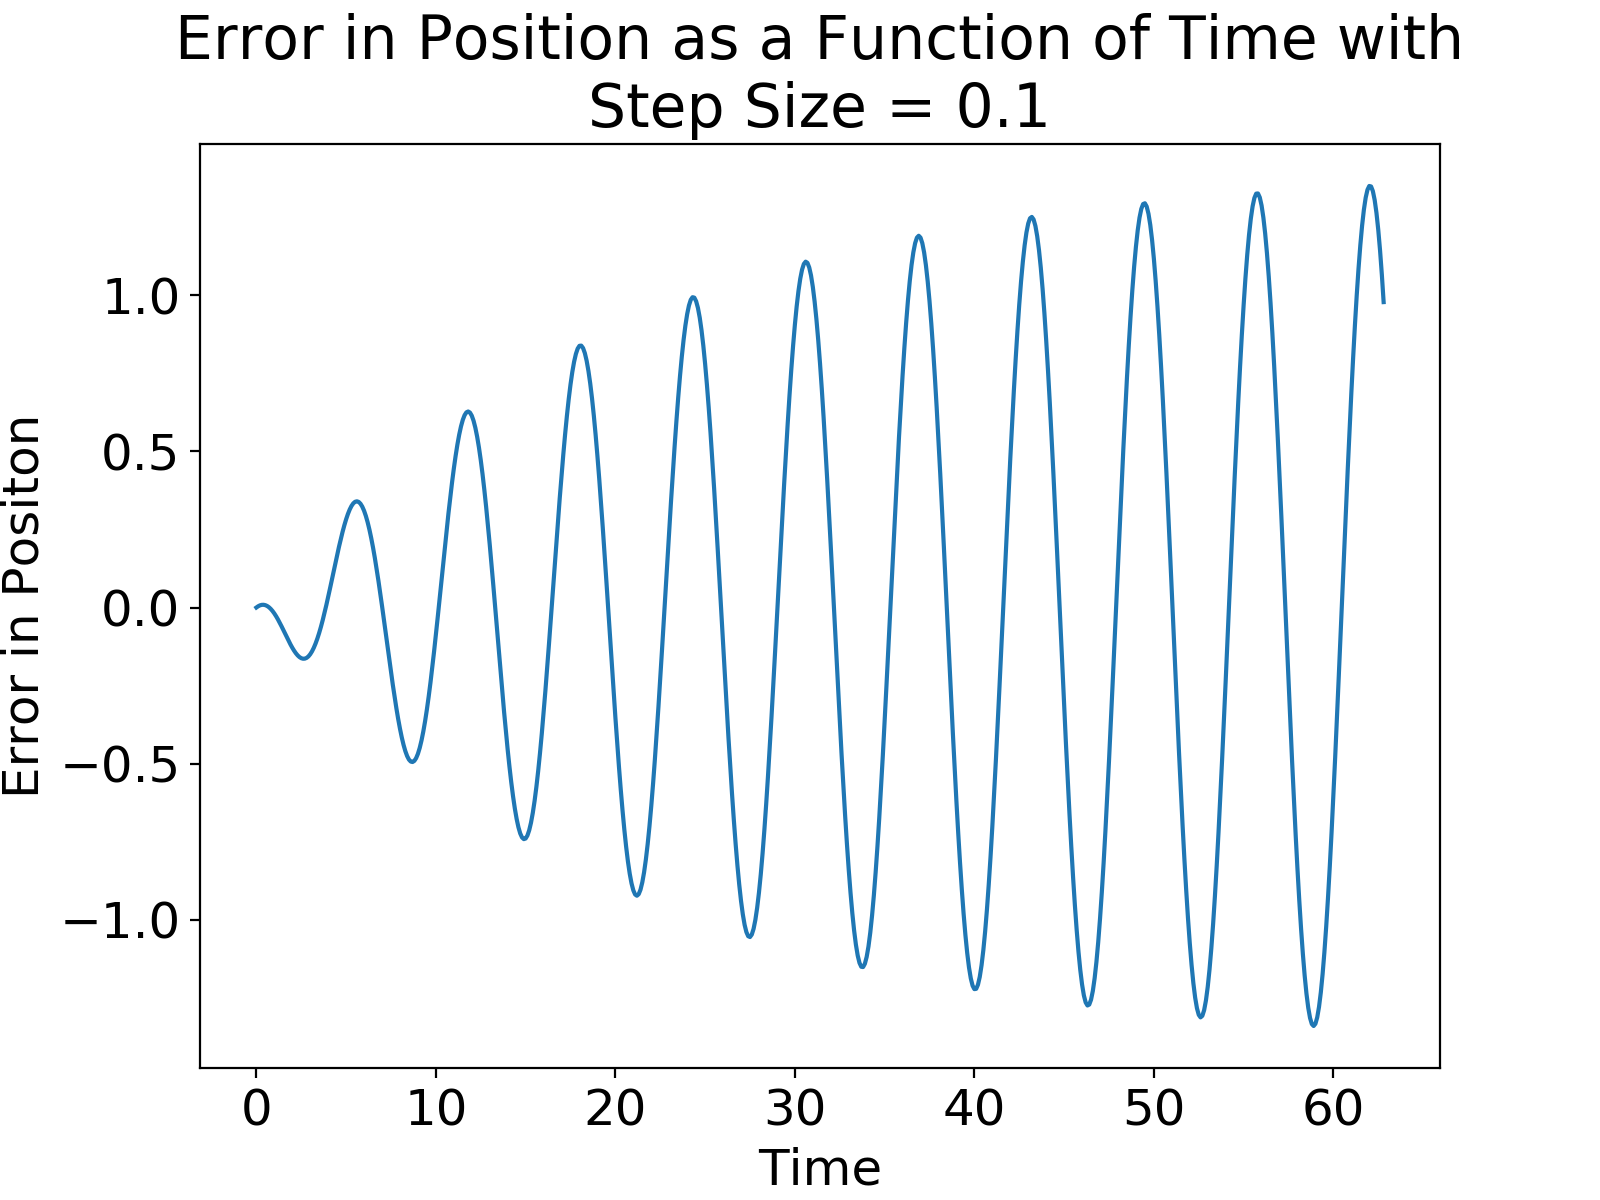 Error in Position as a Function of Time with
Step Size = 0.1
Error in Positon
1.0
0.5
0.0
−0.5
−1.0
0 10 20 30 40 50 60
Time